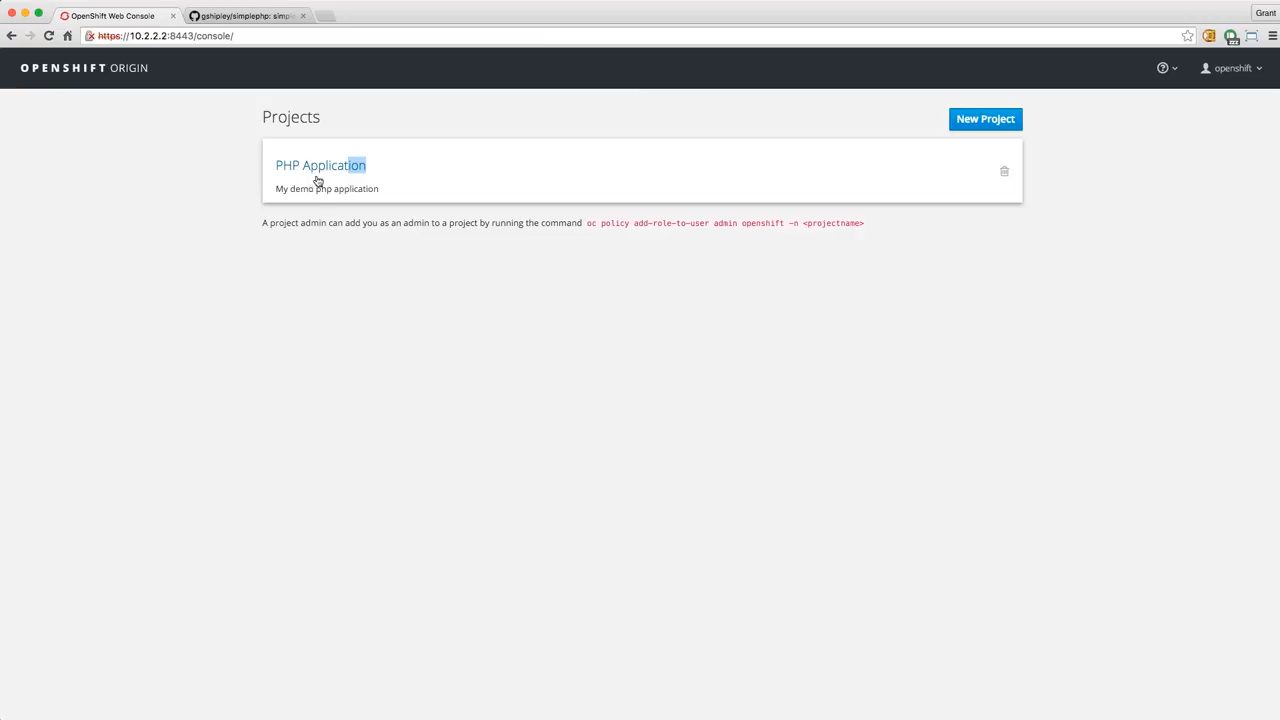 OpenShift Web Console
gshipley/simplephp: simpl
Grant
https://10.2.2.2:8443/console/
OPENSHIFT ORIGIN
openshift
Projects
New Project
PHP Application
My demo php application
A project admin can add you as an admin to a project by running the command oc policy add-role-to-user admin openshift -n <projectname>